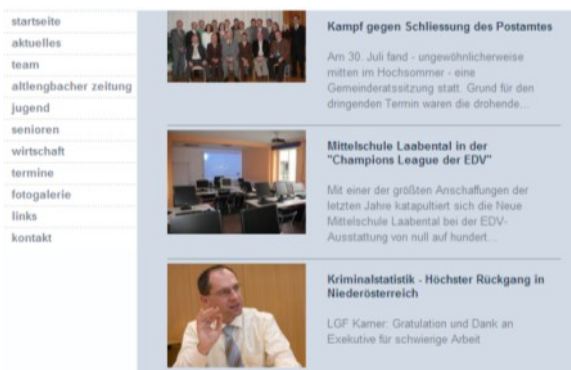 startseite
aktuelles
team
altlengbacher zeitung
jugend
senioren
wirtschaft
termine
fotogalerie
links
kontakt
Kampf gegen Schliessung des Postamtes
Am 30. Juli fand - ungewöhnlicherweise
mitten im Hochsommer - eine
Gemeinderatssitzung statt. Grund für den
dringenden Termin waren die drohende...
Mittelschule Laabental in der
"Champions League der EDV"
Mit einer der größten Anschaffungen der
letzten Jahre katapultiert sich die Neue
Mittelschule Laabental bei der EDV-
Ausstattung von null auf hundert...
Kriminalstatistik - Höchster Rückgang in
Niederösterreich
LGF Karner: Gratulation und Dank an
Exekutive für schwierige Arbeit